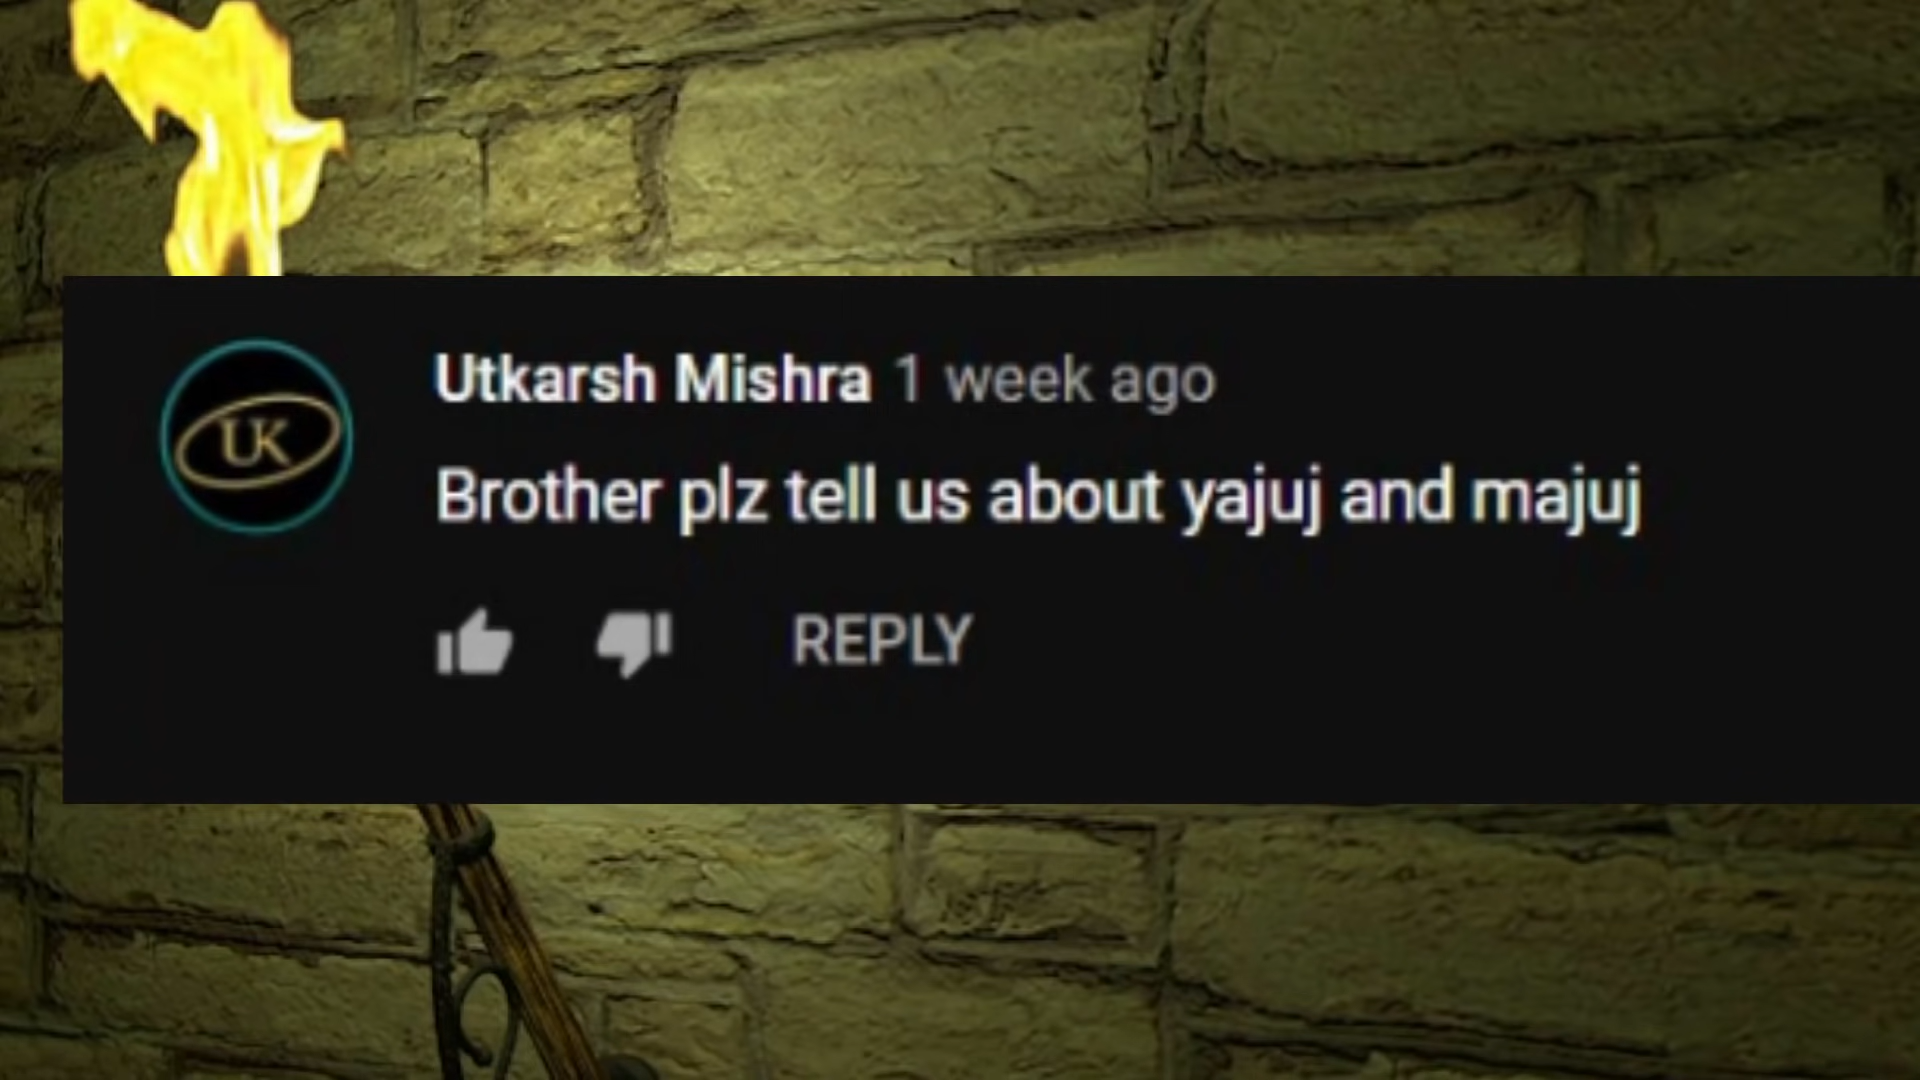 UK
Utkarsh Mishra 1 week ago
Brother plz tell us about yajuj and majuj
REPLY